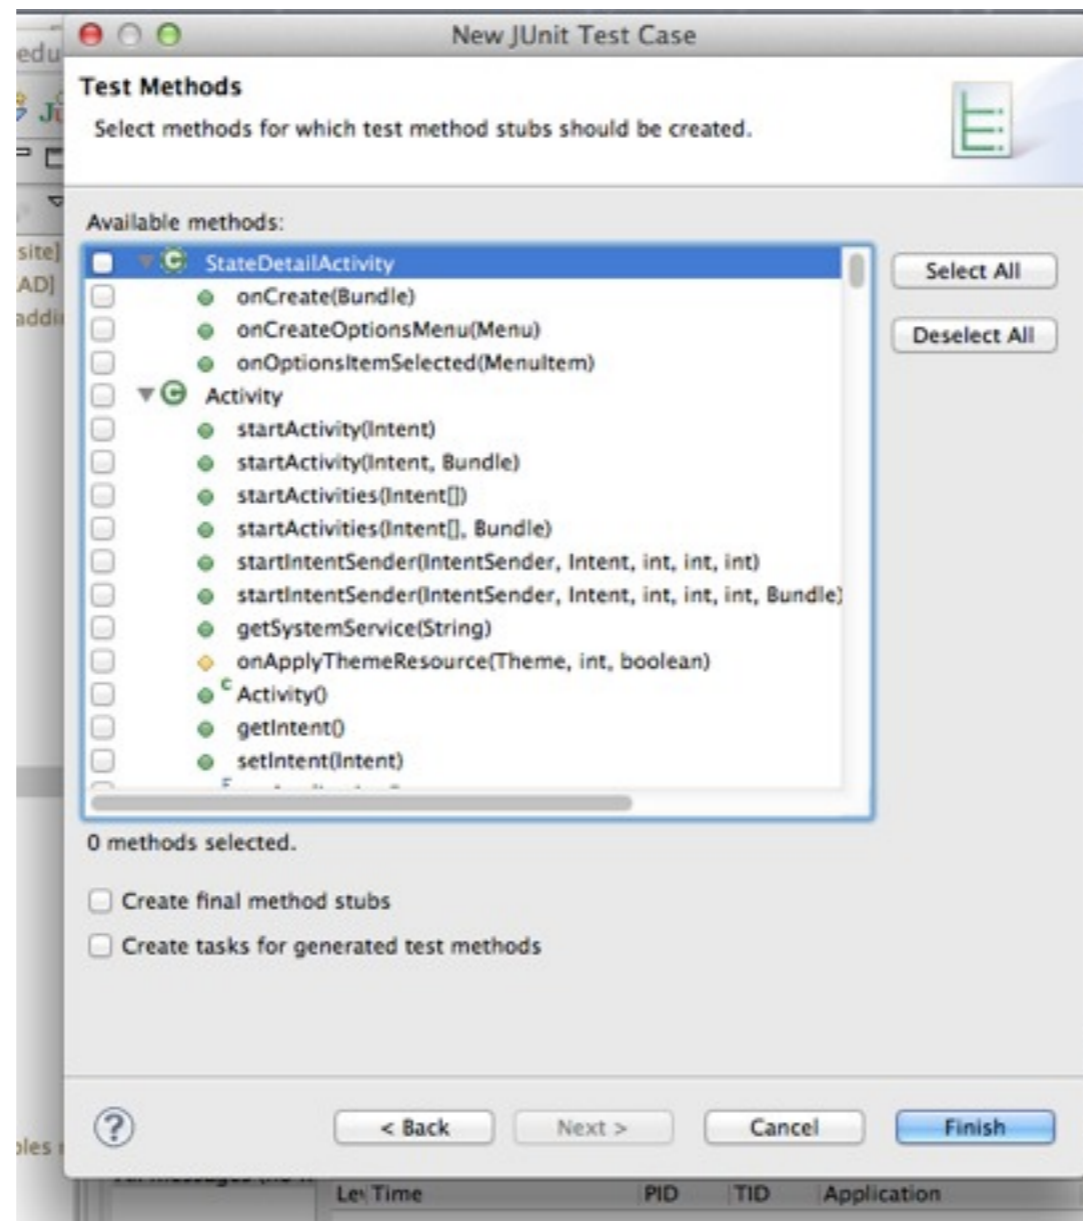 New JUnit Test Case
edu
Test Methods
Select methods for which test method stubs should be created.
Available methods:
site]
StateDetailActivity
Select All
AD]
onCreate(Bundle)
addi
onCreateOptionsMenu(Menu)
Deselect All
onOptionsItemSelected(MenuItem)
Activity
startActivity(Intent)
startActivity(Intent, Bundle)
startActivities(Intent[])
startActivities(Intent[], Bundle)
startIntentSender(IntentSender, Intent, int, int, int)
startIntentSender(IntentSender, Intent, int, int, int, Bundle)
getSystemService(String)
onApplyThemeResource(Theme, int, boolean)
C Activity()
getIntent()
setIntent(Intent)
F
0 methods selected.
Create final method stubs
Create tasks for generated test methods
? < Back Next > Cancel Finish
Time PID TID Application